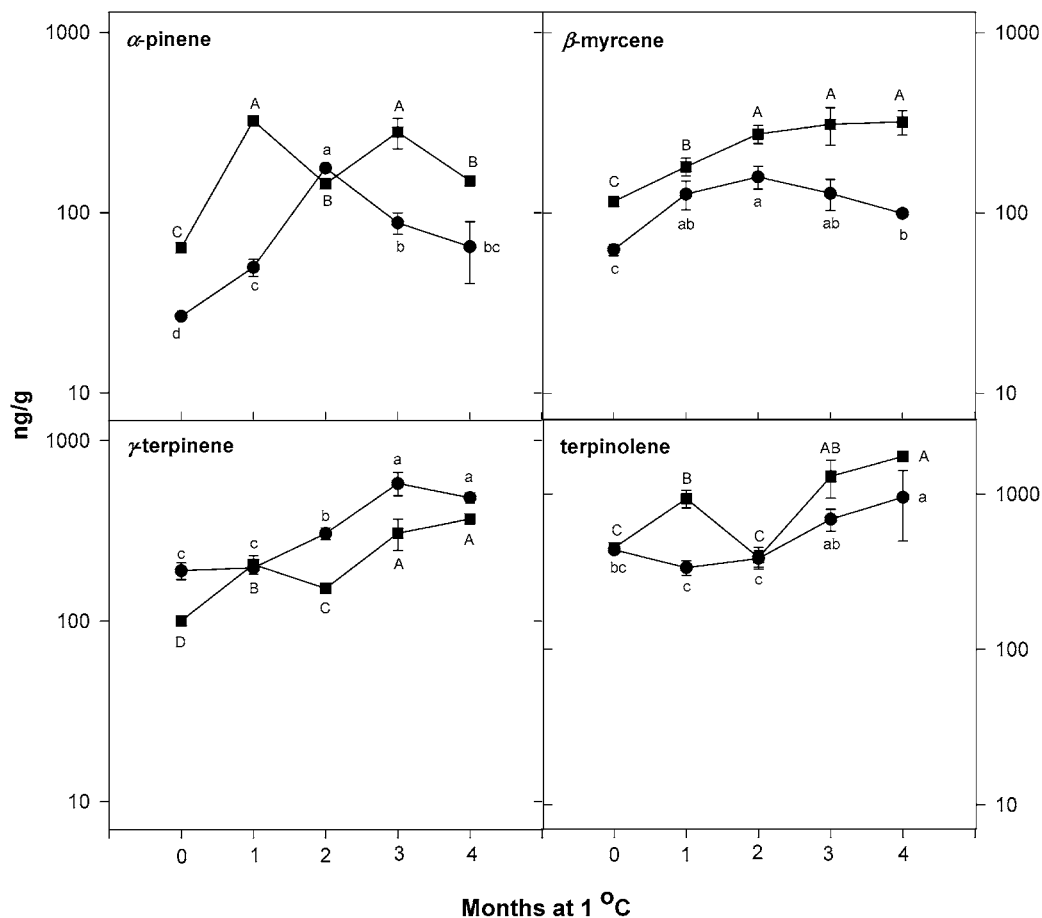 1000
α-pinene
A
A
a
B
C
B
100
b
bc
c
d
10
β-myrcene
1000
A
A
A
B
C
100
ab
a
ab
b
c
10
ng/g
γ-terpinene
1000
a
a
b
c
c
B
A
A
C
100
D
10
0 1 2 3 4
terpinolene
AB
A
B
1000
a
C
C
ab
bc
c
c
100
10
0 1 2 3 4
Months at 1 °C